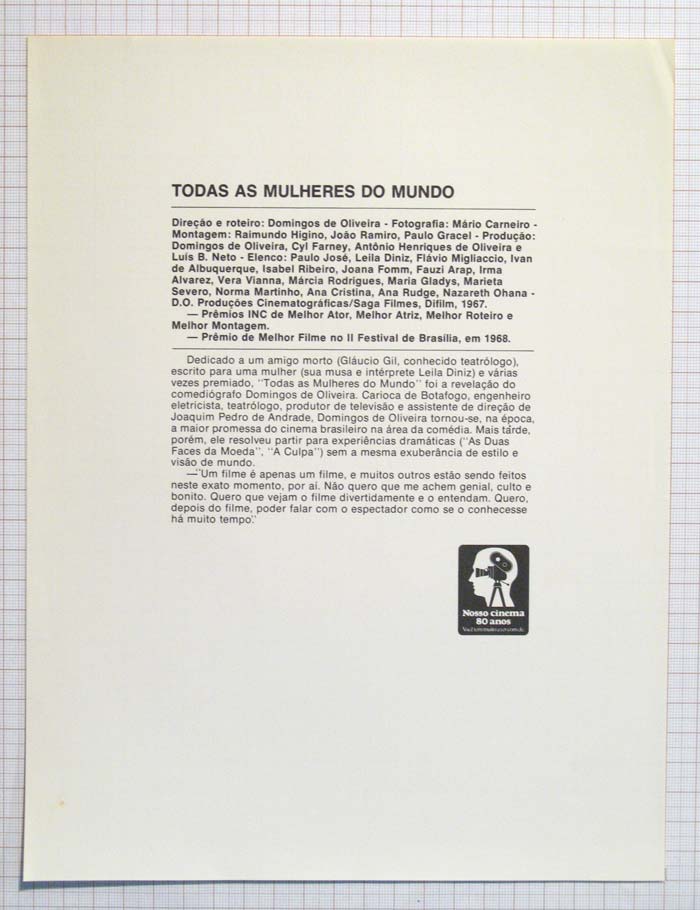 TODAS AS MULHERES DO MUNDO
Direção e roteiro: Domingos de Oliveira - Fotografia: Mário Carneiro -
Montagem: Raimundo Higino, João Ramiro, Paulo Gracel - Produção:
Domingos de Oliveira, Cyl Farney, Antônio Henriques de Oliveira e
Luís B. Neto - Elenco: Paulo José, Leila Diniz, Flávio Migliaccio, Ivan
de Albuquerque, Isabel Ribeiro, Joana Fomm, Fauzi Arap, Irma
Alvarez, Vera Vianna, Márcia Rodrigues, Maria Gladys, Marieta
Severo, Norma Martinho, Ana Cristina, Ana Rudge, Nazareth Ohana -
D.O. Produções Cinematográficas/Saga Filmes, Difilm, 1967.
— Prêmios INC de Melhor Ator, Melhor Atriz, Melhor Roteiro e
Melhor Montagem.
— Prêmio de Melhor Filme no II Festival de Brasília, em 1968.
Dedicado a um amigo morto (Gláucio Gil, conhecido teatrólogo),
escrito para uma mulher (sua musa e intérprete Leila Diniz) e várias
vezes premiado, "Todas as Mulheres do Mundo" foi a revelação do
comediógrafo Domingos de Oliveira. Carioca de Botafogo, engenheiro
eletricista, teatrólogo, produtor de televisão e assistente de direção de
Joaquim Pedro de Andrade, Domingos de Oliveira tornou-se, na época,
a maior promessa do cinema brasileiro na área da comédia. Mais tarde,
porém, ele resolveu partir para experiências dramáticas ("As Duas
Faces da Moeda", "A Culpa") sem a mesma exuberância de estilo e
visão de mundo.
—"Um filme é apenas um filme, e muitos outros estão sendo feitos
neste exato momento, por aí. Não quero que me achem genial, culto e
bonito. Quero que vejam o filme divertidamente e o entendam. Quero,
depois do filme, poder falar com o espectador como se o conhecesse
há muito tempo."
Nosso cinema
80 anos
Você tem muito a ver com ele.